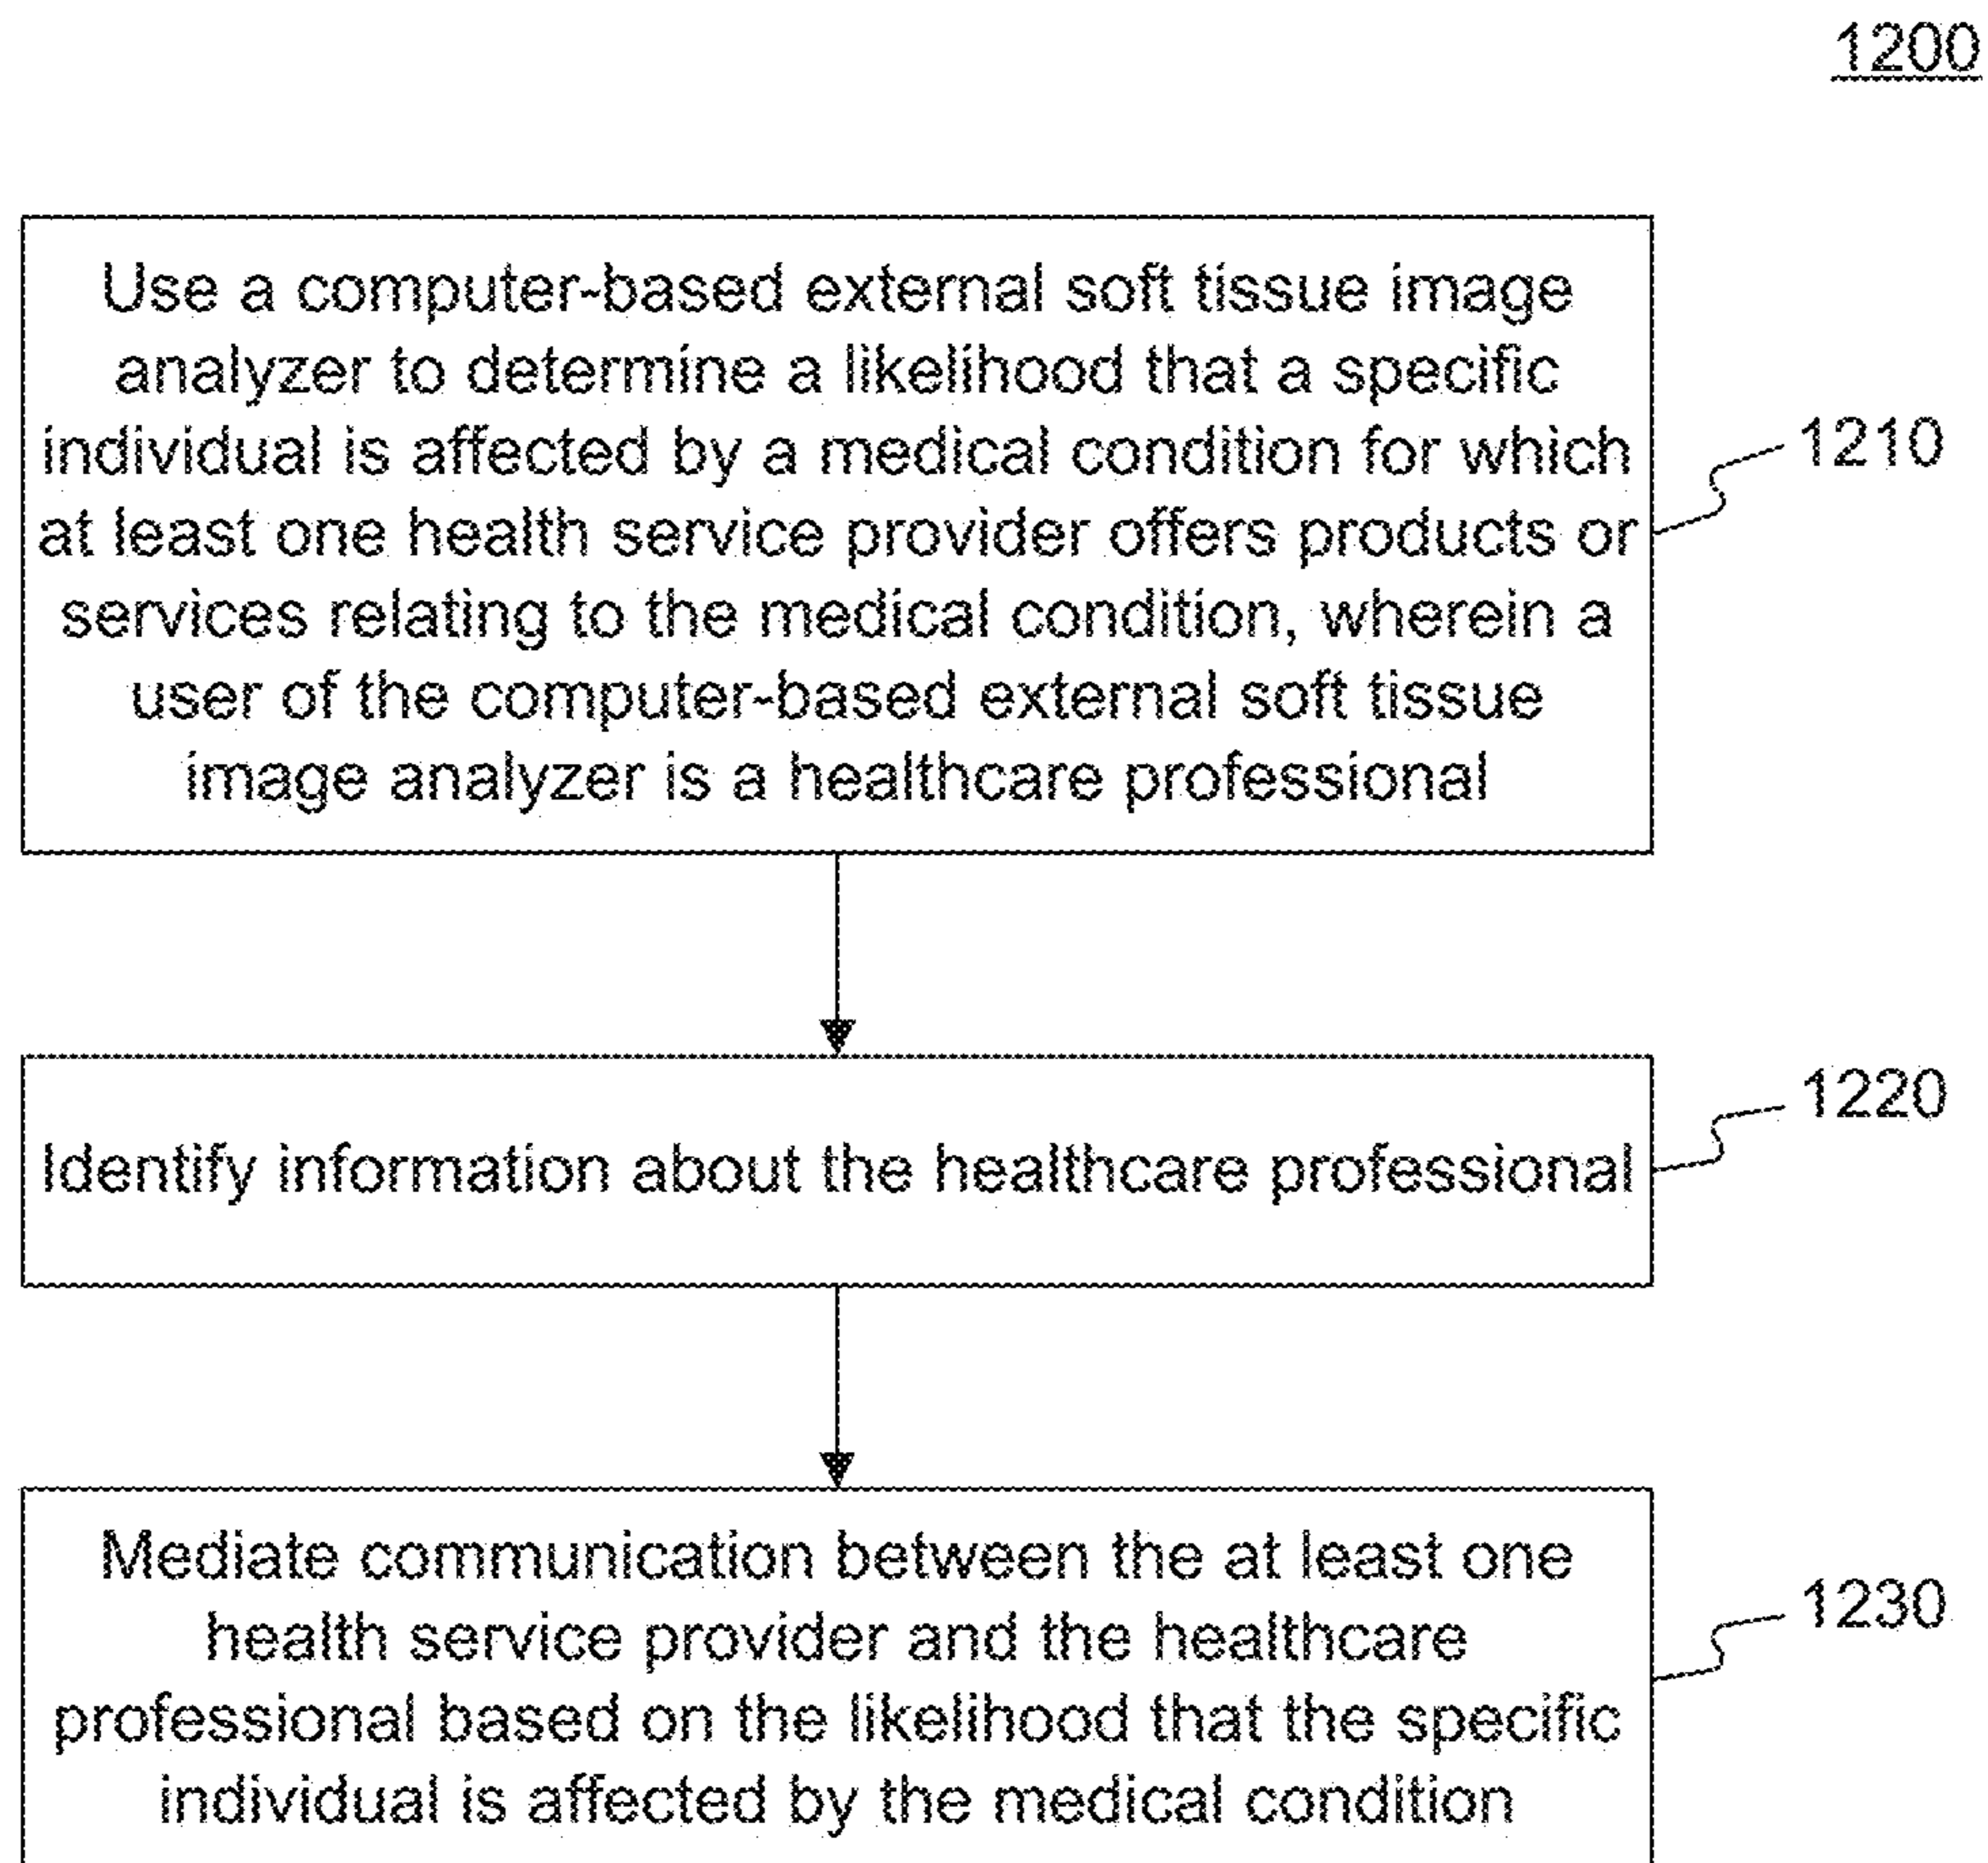 1200
Use a computer-based external soft tissue image
analyzer to determine a likelihood that a specific
individual is affected by a medical condition for which
at least one health service provider offers products or
services relating to the medical condition, wherein a
user of the computer-based external soft tissue
image analyzer is a healthcare professional
1210
Identify information about the healthcare professional
1220
Mediate communication between the at least one
health service provider and the healthcare
professional based on the likelihood that the specific
individual is affected by the medical condition
1230